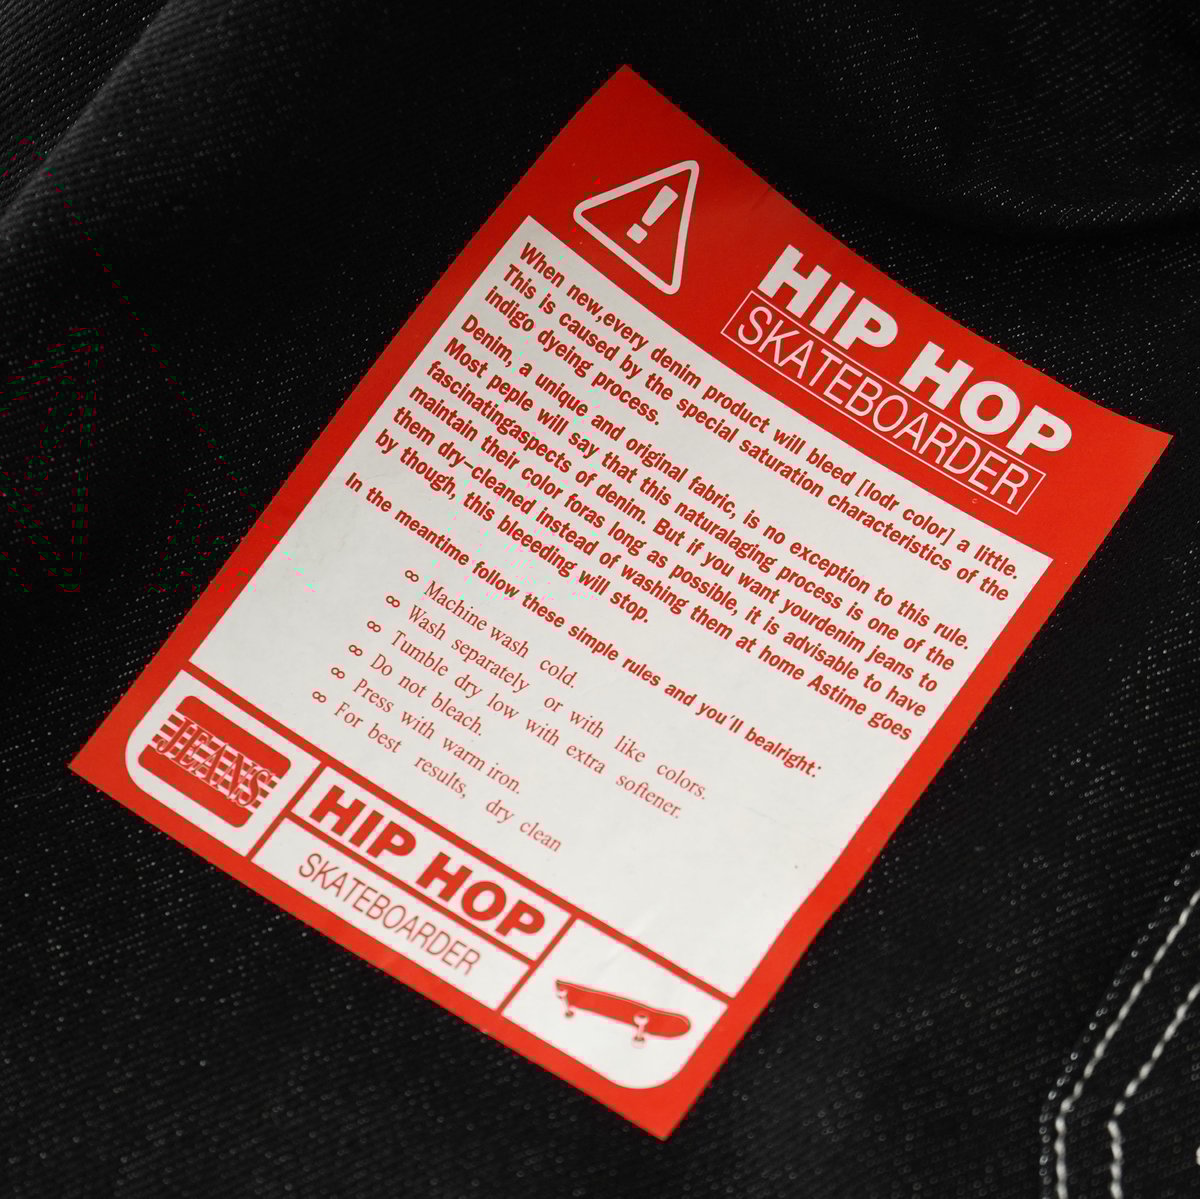 !
HIP HOP
SKATEBOARDER
When new,every denim product will bleed [lodr color] a little.
This is caused by the special saturation characteristics of the
indigo dyeing process.
Denim, a unique and original fabric, is no exception to this rule.
Most peple will say that this naturalaging process is one of the
fascinatingaspects of denim. But if you want yourdenim jeans to
maintain their color foras long as possible, it is advisable to have
them dry-cleaned instead of washing them at home Astime goes
by though, this bleeeding will stop.
In the meantime follow these simple rules and you'll bealright:
∞ Machine wash cold.
∞ Wash separately or with like colors.
∞ Tumble dry low with extra softener.
∞ Do not bleach.
∞ Press with warm iron.
∞ For best results, dry clean
JEANS
HIP HOP
SKATEBOARDER